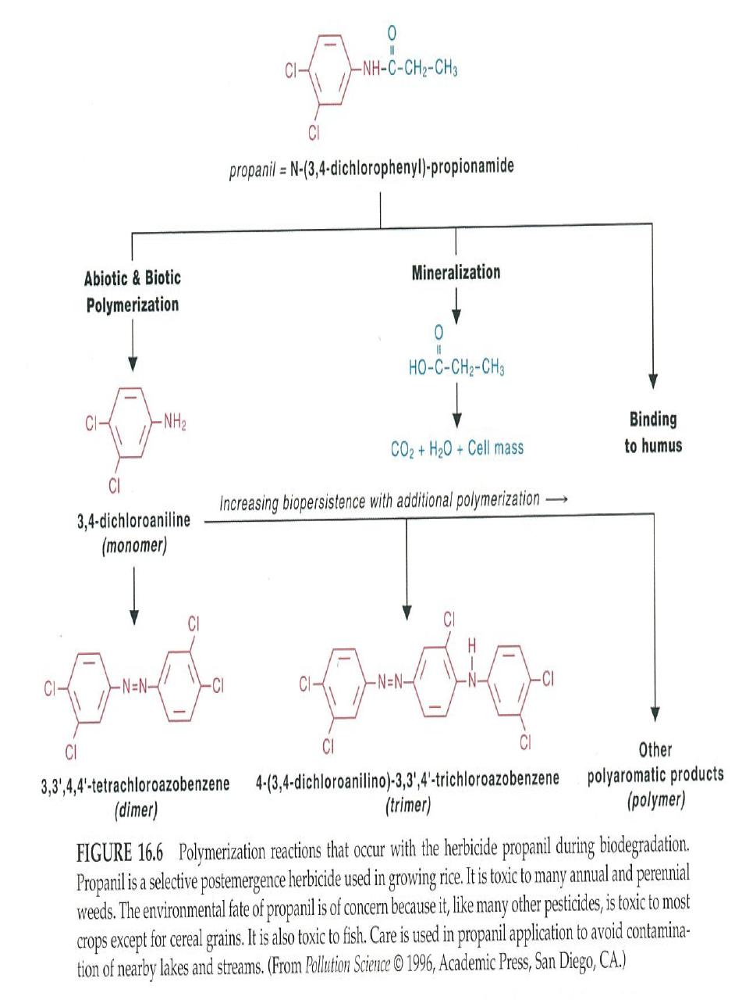 O
Cl
NH-C-CH₂-CH₃
Cl
propanil = N-(3,4-dichlorophenyl)-propionamide
Abiotic & Biotic
Polymerization
Mineralization
O
HO-C-CH₂-CH₃
Cl
NH₂
Cl
CO₂ + H₂O + Cell mass
Binding
to humus
Increasing biopersistence with additional polymerization
3,4-dichloroaniline
(monomer)
Cl
Cl
N=N
Cl
Cl
Cl
H
Cl
N=N
N
Cl
Cl
Cl
3,3',4,4'-tetrachloroazobenzene
(dimer)
4-(3,4-dichloroanilino)-3,3',4'-trichloroazobenzene
(trimer)
Other
polyaromatic products
(polymer)
FIGURE 16.6 Polymerization reactions that occur with the herbicide propanil during biodegradation.
Propanil is a selective postemergence herbicide used in growing rice. It is toxic to many annual and perennial
weeds. The environmental fate of propanil is of concern because it, like many other pesticides, is toxic to most
crops except for cereal grains. It is also toxic to fish. Care is used in propanil application to avoid contamina-
tion of nearby lakes and streams. (From Pollution Science © 1996, Academic Press, San Diego, CA.)